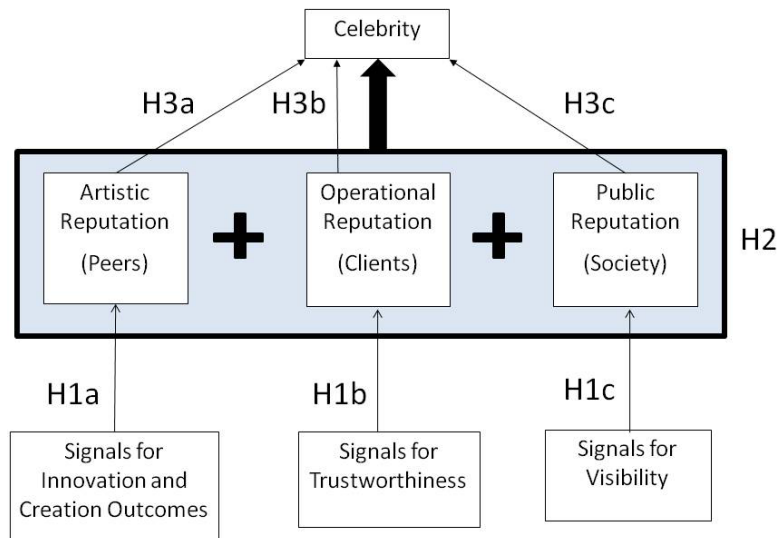 Celebrity
H3a
H3b
H3c
Artistic
Reputation
(Peers)
+
Operational
Reputation
(Clients)
+
Public
Reputation
(Society)
H2
H1a
H1b
H1c
Signals for
Innovation and
Creation Outcomes
Signals for
Trustworthiness
Signals for
Visibility